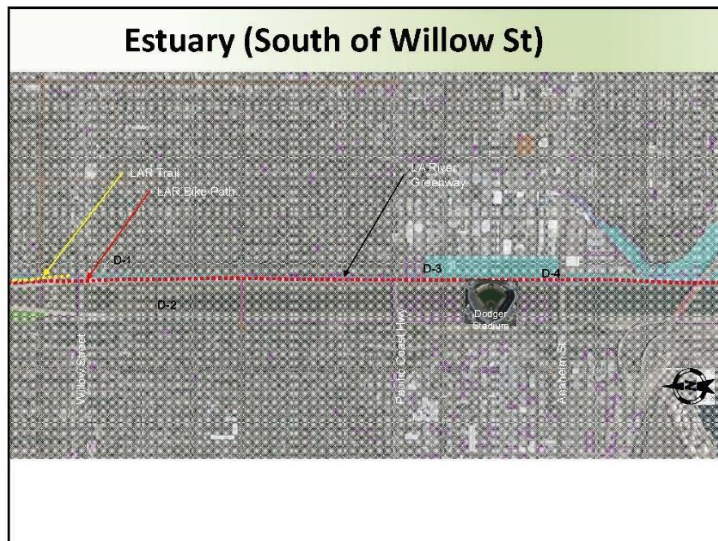 Estuary (South of Willow St)
LAR Trail
LAR Bike Path
LA River
Greenway
D-1
D-2
D-3
D-4
Dodger
Stadium
Willow Street
Pacific Coast Hwy
Anaheim St
N